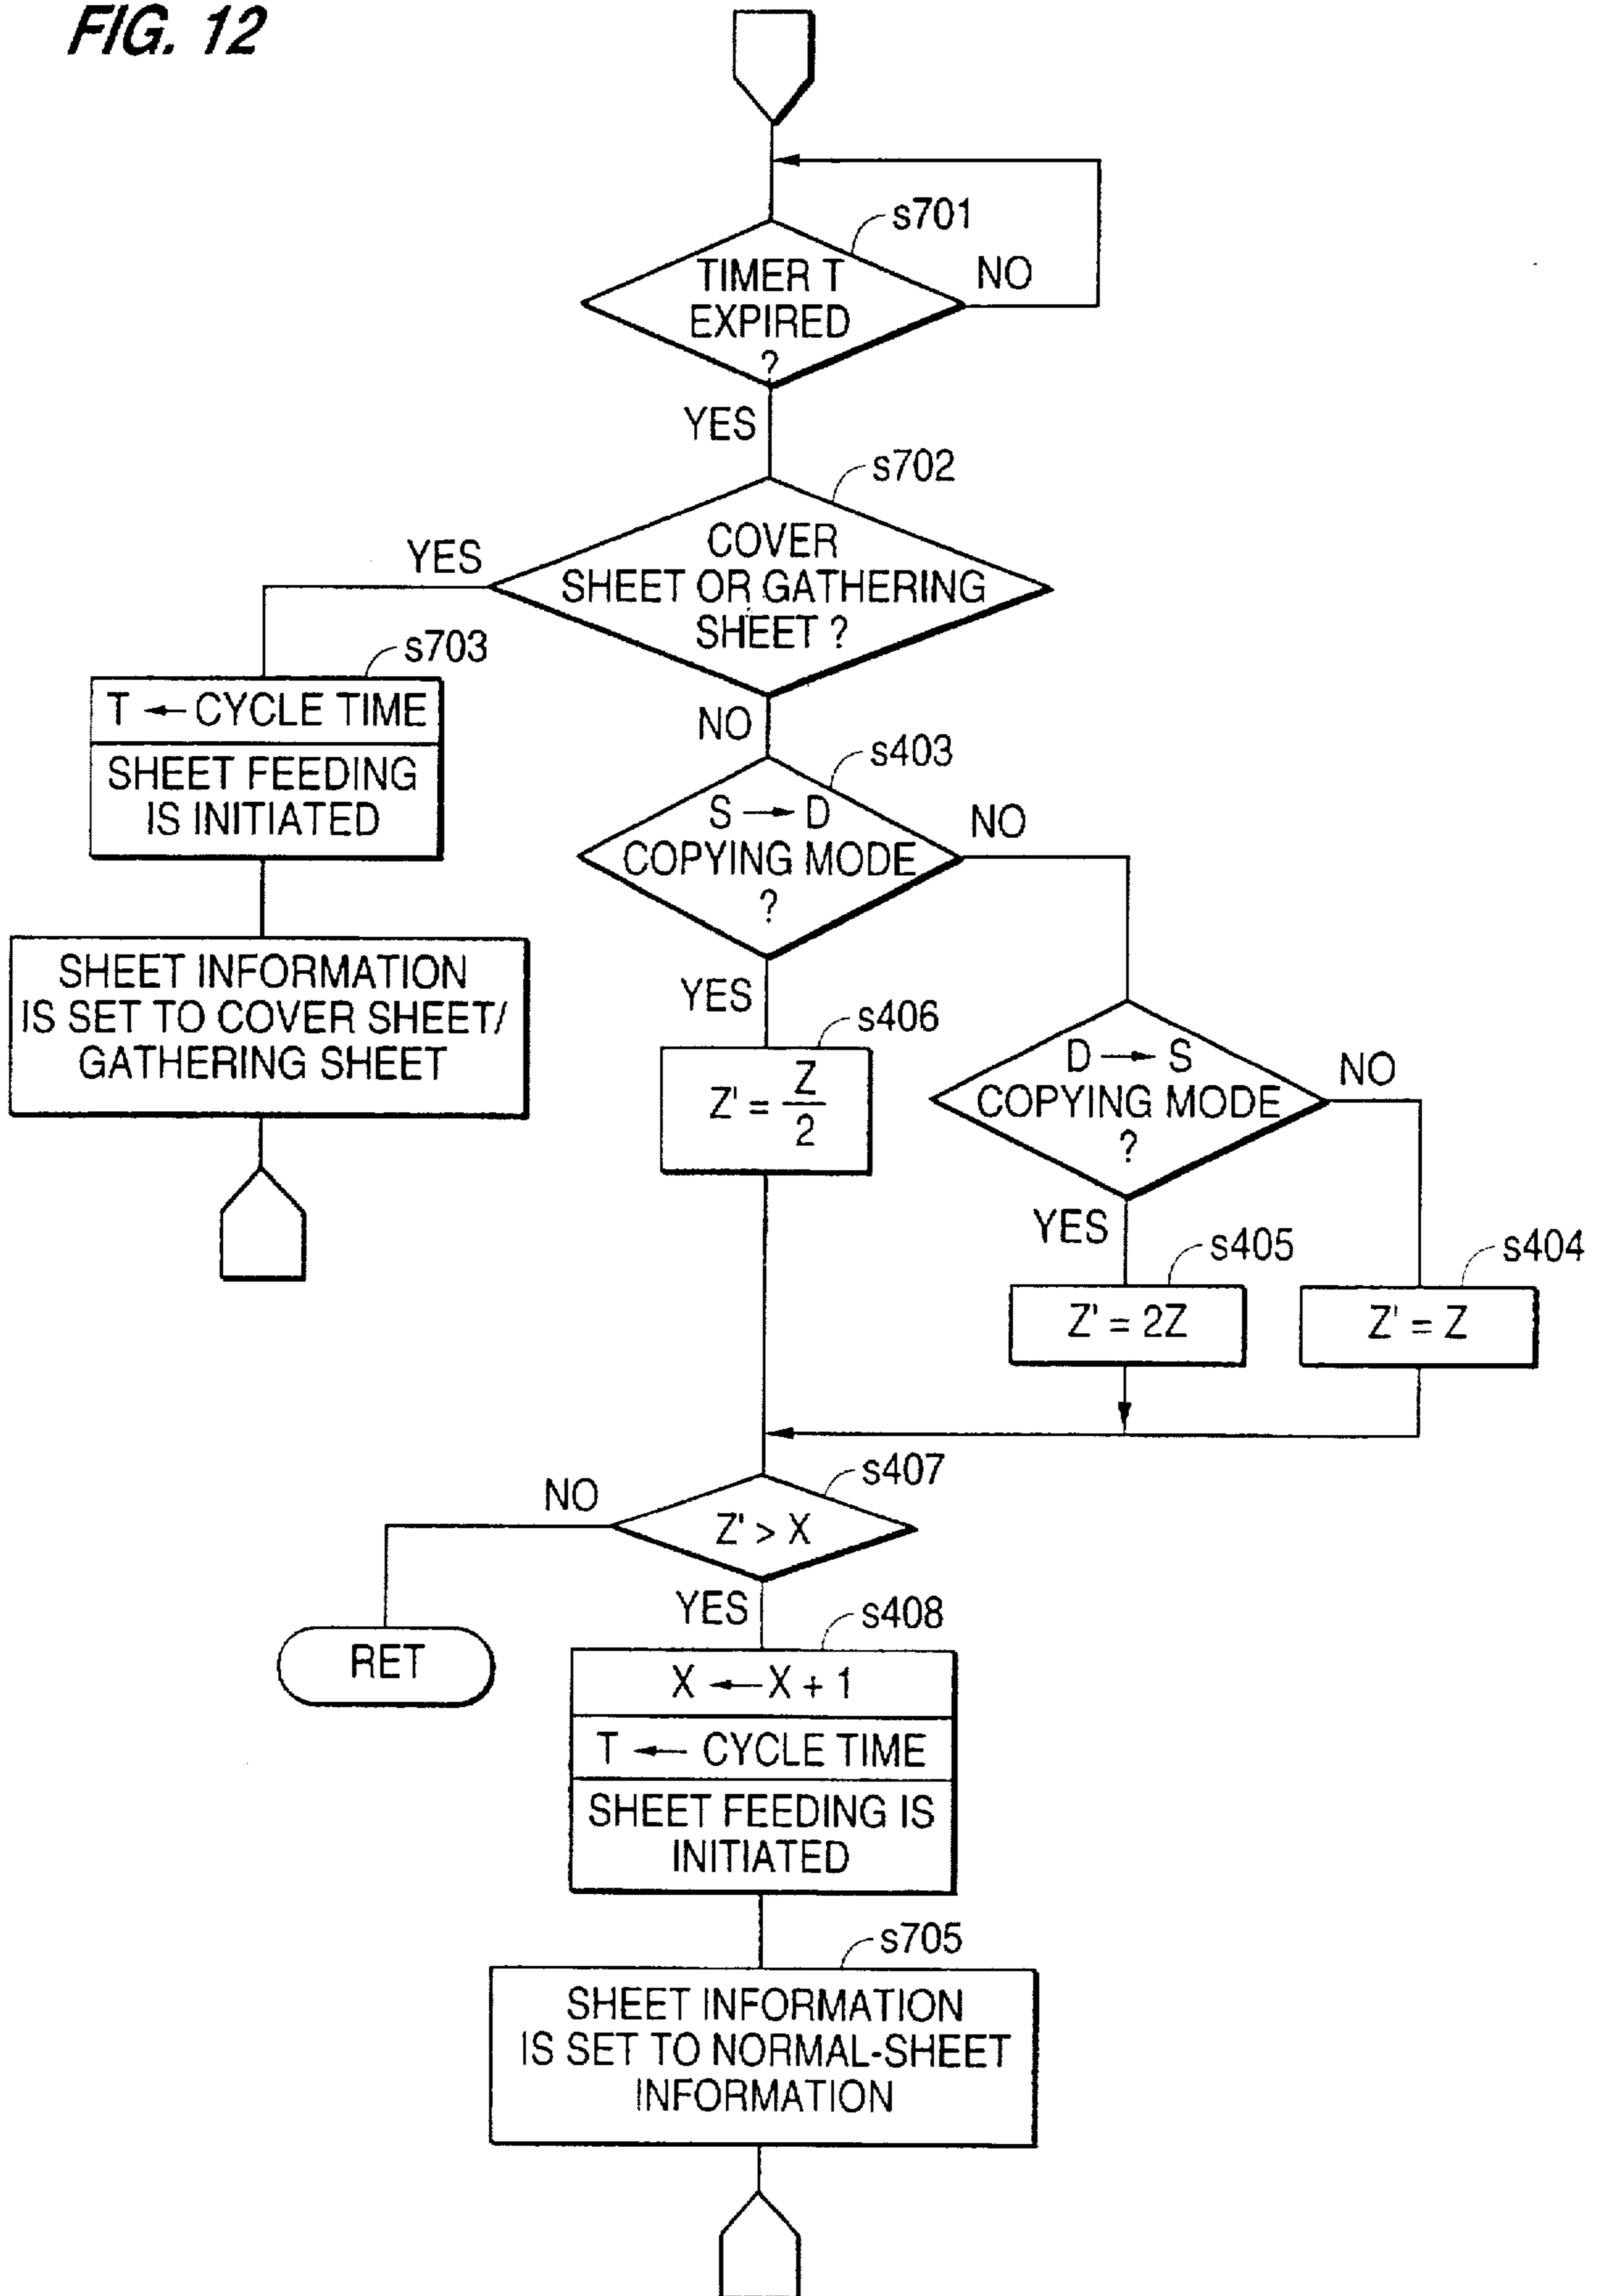 FIG. 12
s701
TIMER T
EXPIRED
?
NO
YES
s702
COVER
SHEET OR GATHERING
SHEET ?
YES
s703
T ← CYCLE TIME
SHEET FEEDING
IS INITIATED
SHEET INFORMATION
IS SET TO COVER SHEET/
GATHERING SHEET
NO
s403
S → D
COPYING MODE
?
NO
YES
s406
Z' = Z/2
D → S
COPYING MODE
?
NO
YES
s405
Z' = 2Z
s404
Z' = Z
s407
Z' > X
NO
RET
YES
s408
X ← X + 1
T ← CYCLE TIME
SHEET FEEDING IS
INITIATED
s705
SHEET INFORMATION
IS SET TO NORMAL-SHEET
INFORMATION